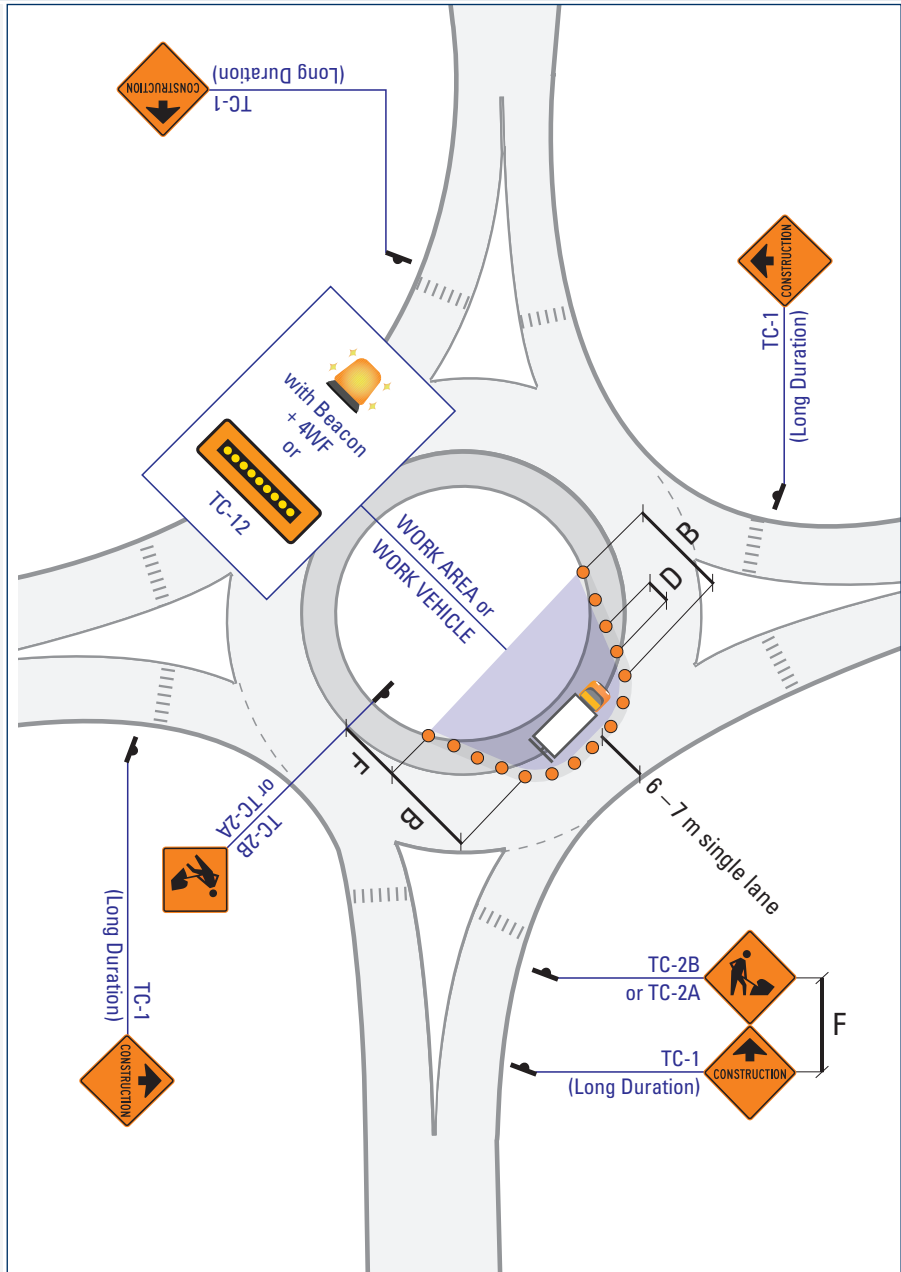 CONSTRUCTION
TC-1
(Long Duration)
CONSTRUCTION
TC-1
(Long Duration)
with Beacon
+ 4WF
or
TC-12
WORK AREA or
WORK VEHICLE
B
D
F
B
TC-2B
or TC-2A
6 – 7 m single lane
TC-1
(Long Duration)
CONSTRUCTION
TC-2B
or TC-2A
F
TC-1
(Long Duration)
CONSTRUCTION